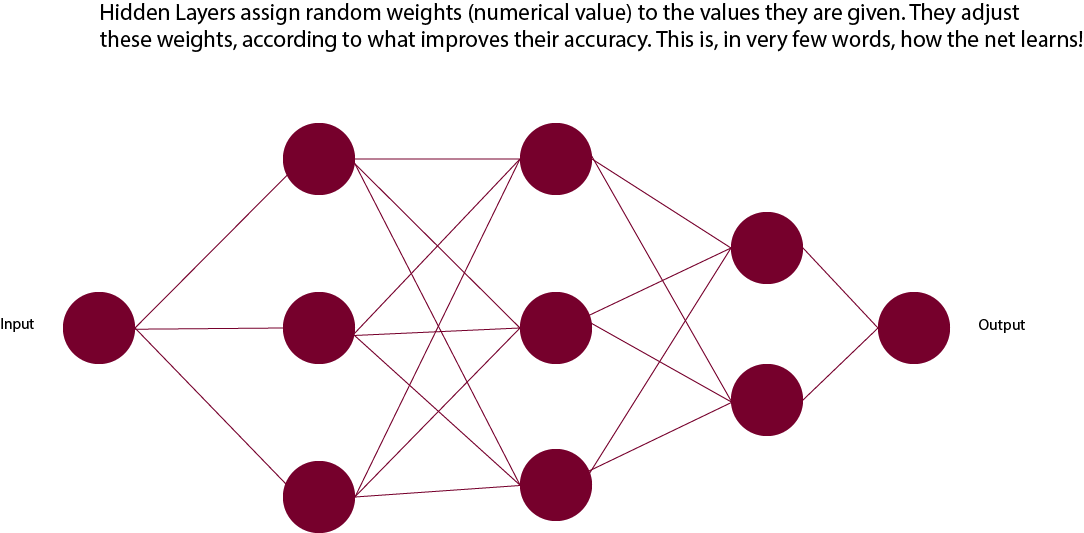 Hidden Layers assign random weights (numerical value) to the values they are given. They adjust
these weights, according to what improves their accuracy. This is, in very few words, how the net learns!
Input
Output